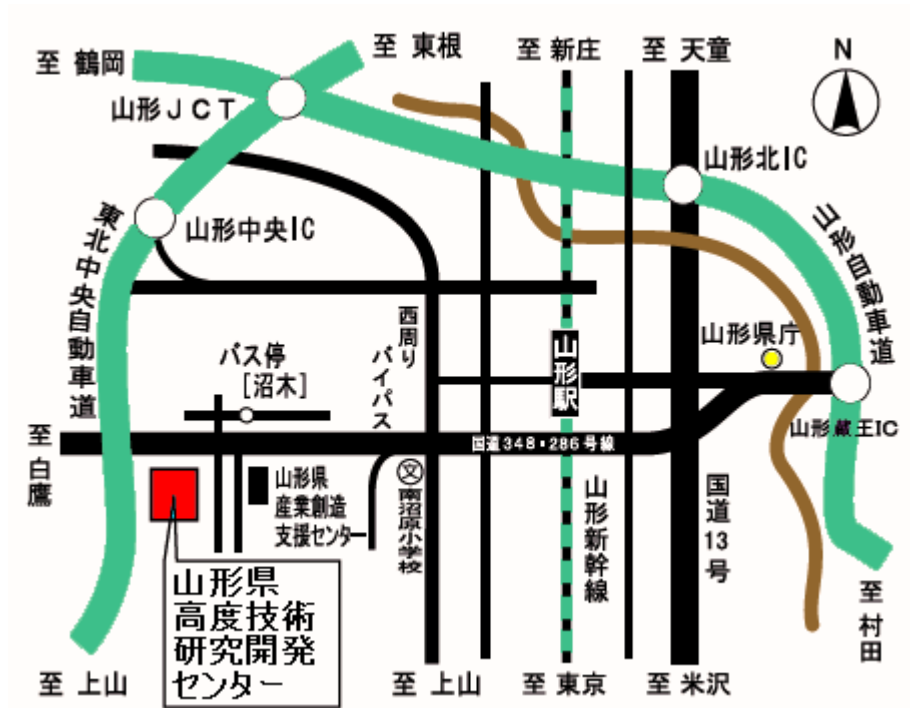 至 鶴岡
至 東根
至 新庄
至 天童
N
山形JCT
山形北IC
山形中央IC
東北中央自動車道
山形自動車道
西周り
バイパス
山形県庁
バス停
[沼木]
山形駅
山形蔵王IC
至 白鷹
国道348・286号線
山形県
産業創造
支援センター
文
南沼原小学校
山形新幹線
国道13号
山形県
高度技術
研究開発
センター
至 村田
至 上山
至 上山
至 東京
至 米沢